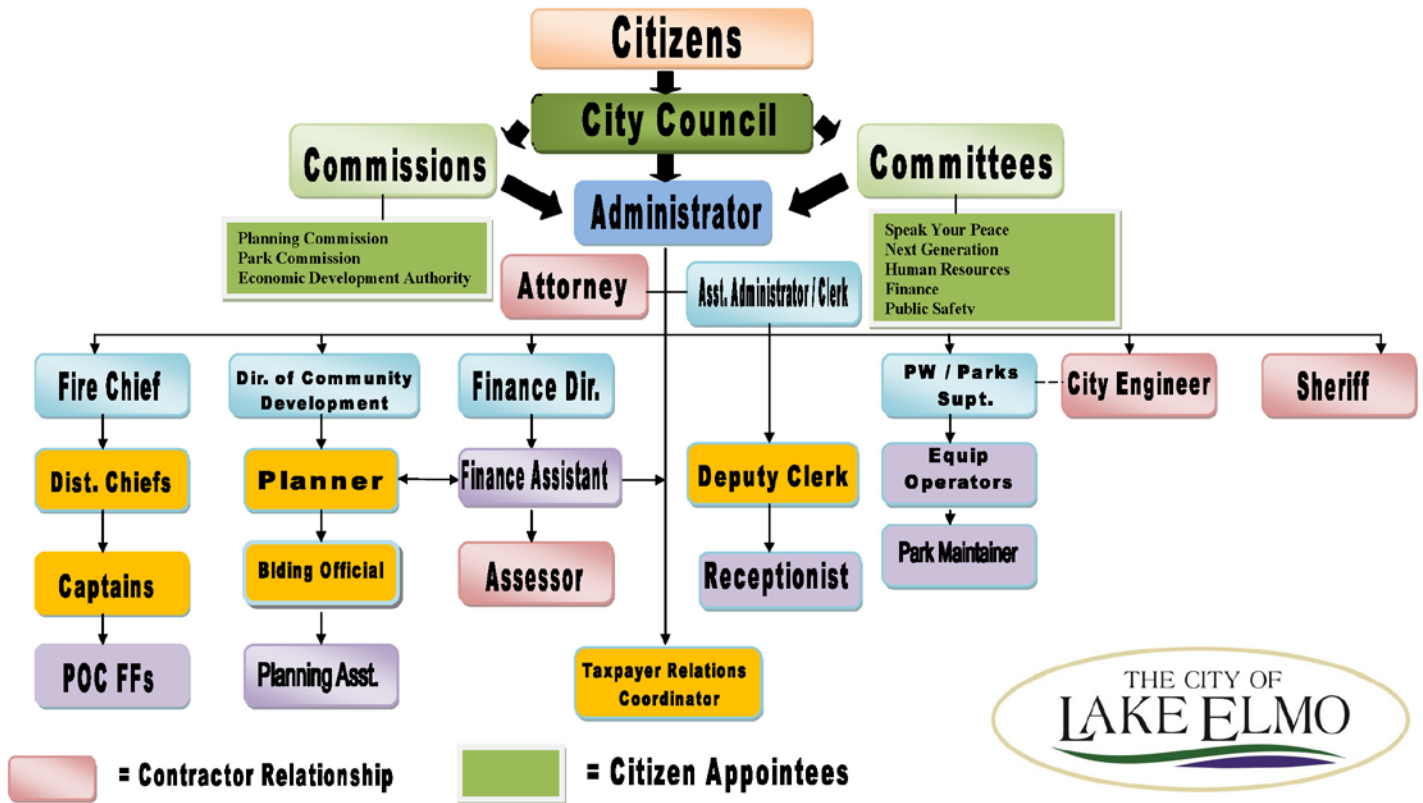 Citizens
City Council
Commissions
Committees
Administrator
Planning Commission
Park Commission
Economic Development Authority
Speak Your Peace
Next Generation
Human Resources
Finance
Public Safety
Attorney
Asst. Administrator / Clerk
Fire Chief
Dir. of Community
Development
Finance Dir.
PW / Parks
Supt.
City Engineer
Sheriff
Dist. Chiefs
Planner
Finance Assistant
Deputy Clerk
Equip
Operators
Captains
Blding Official
Assessor
Receptionist
Park Maintainer
POC FFs
Planning Asst.
Taxpayer Relations
Coordinator
THE CITY OF
LAKE ELMO
= Contractor Relationship
= Citizen Appointees